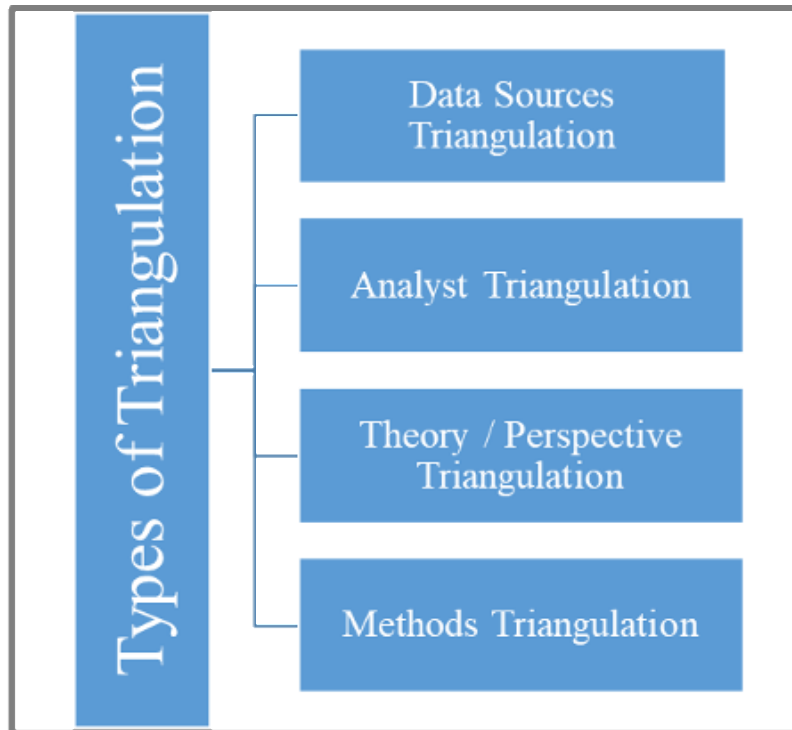 Types of Triangulation
Data Sources
Triangulation
Analyst Triangulation
Theory / Perspective
Triangulation
Methods Triangulation